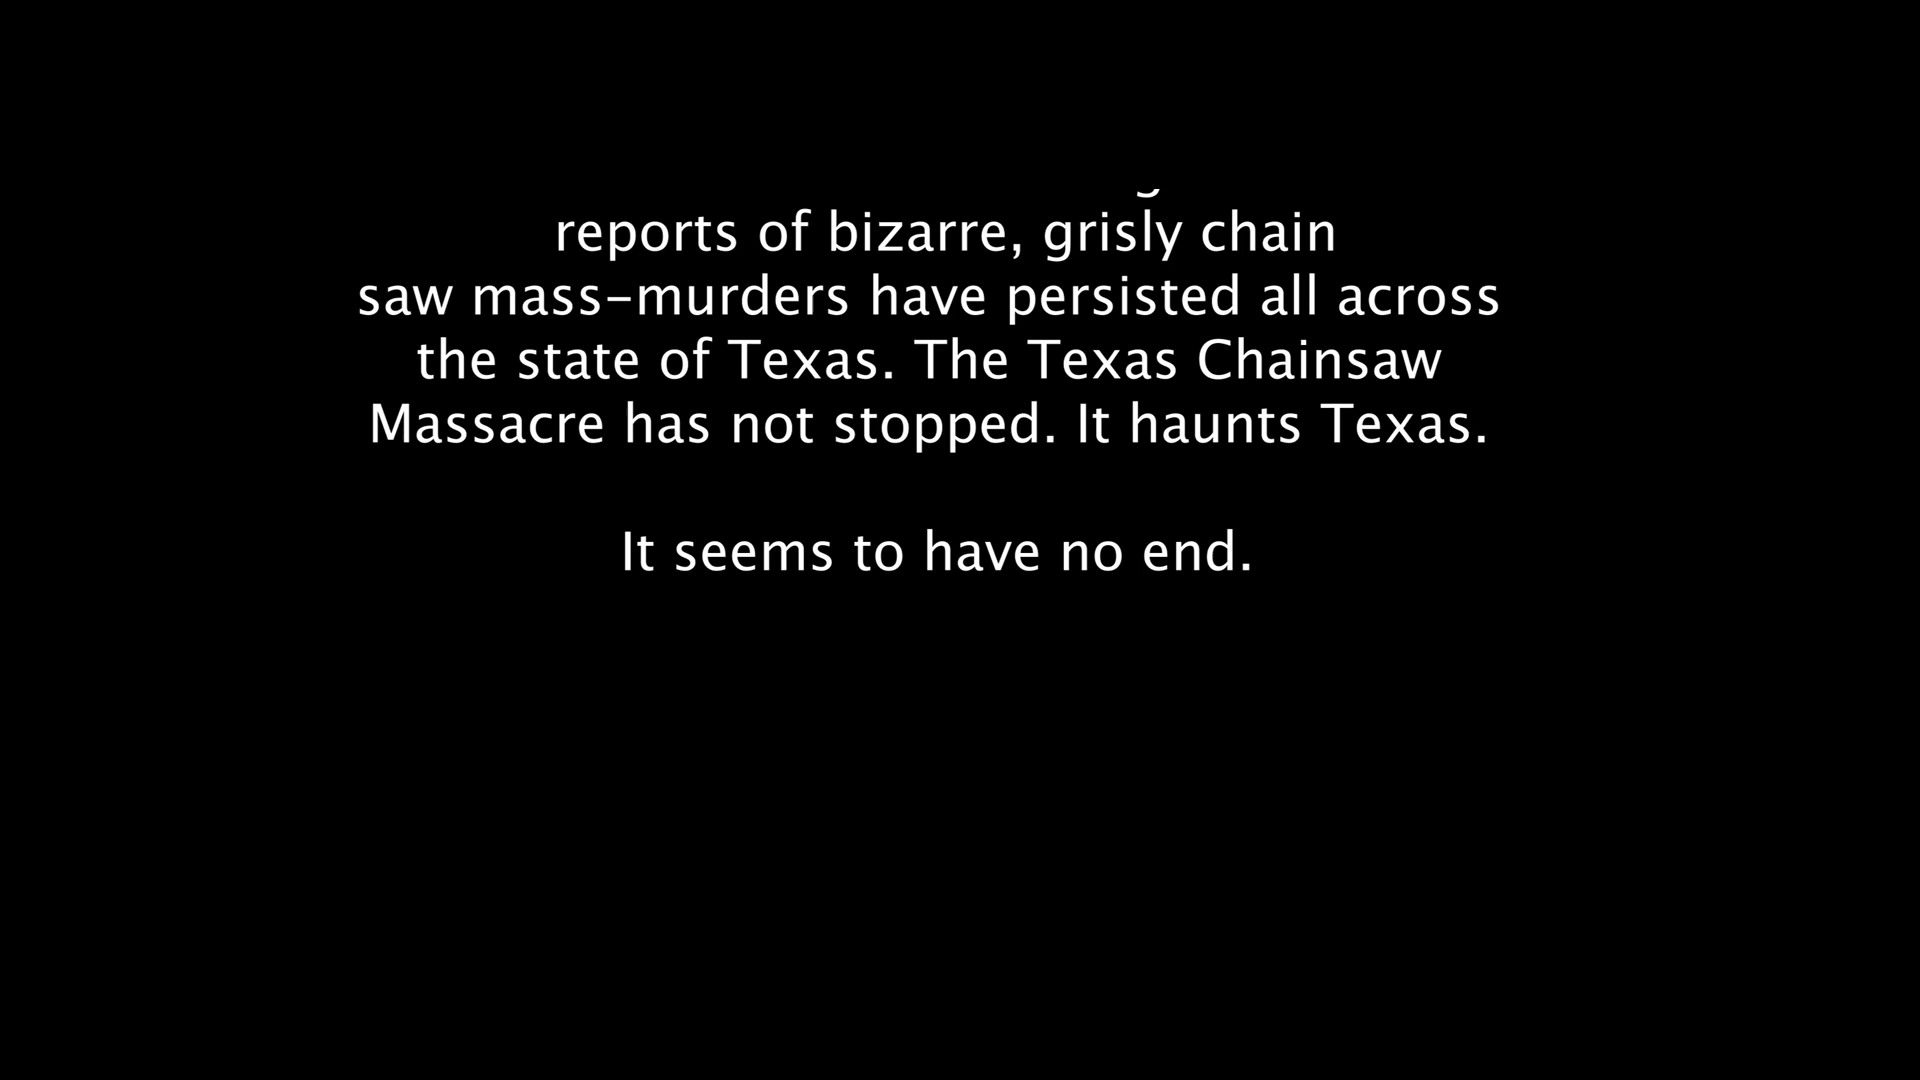 reports of bizarre, grisly chain
saw mass-murders have persisted all across
the state of Texas. The Texas Chainsaw
Massacre has not stopped. It haunts Texas.
It seems to have no end.